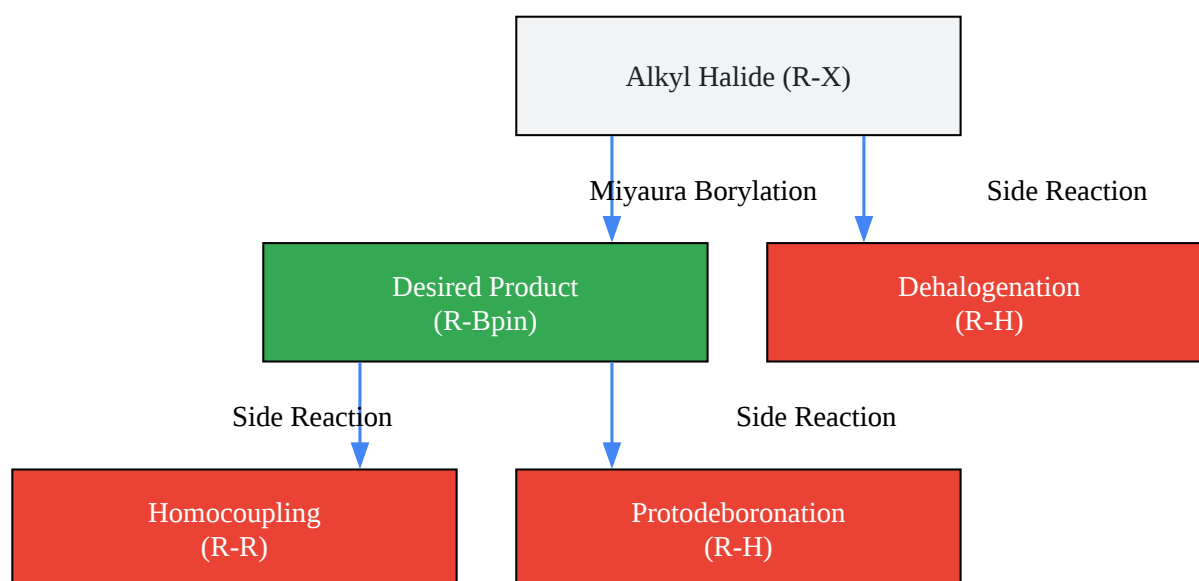 Alkyl Halide (R-X)
Miyaura Borylation
Side Reaction
Desired Product
(R-Bpin)
Dehalogenation
(R-H)
Side Reaction
Side Reaction
Homocoupling
(R-R)
Protodeboronation
(R-H)